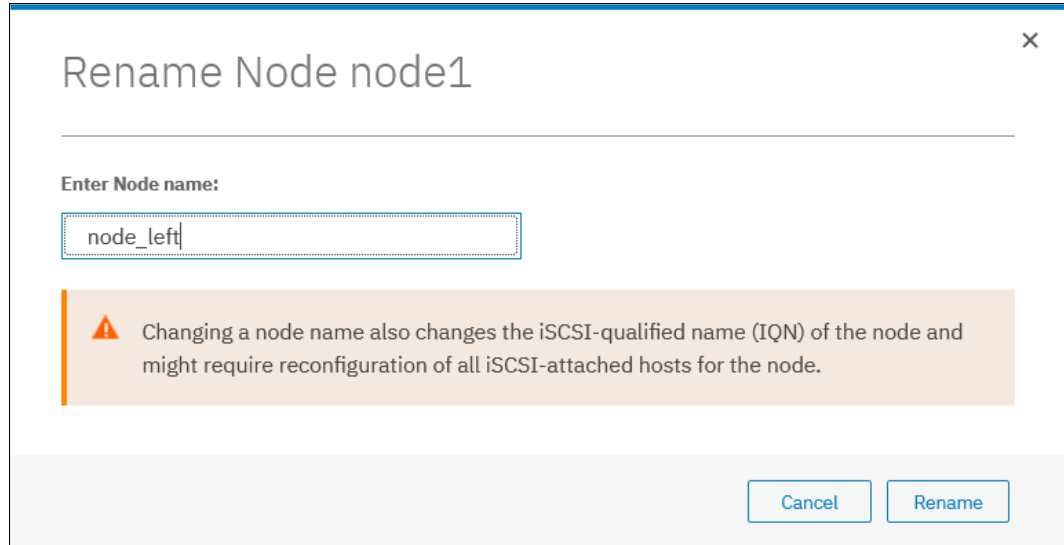 Rename Node node1
Enter Node name:
node_left
Changing a node name also changes the iSCSI-qualified name (IQN) of the node and
might require reconfiguration of all iSCSI-attached hosts for the node.
Cancel Rename